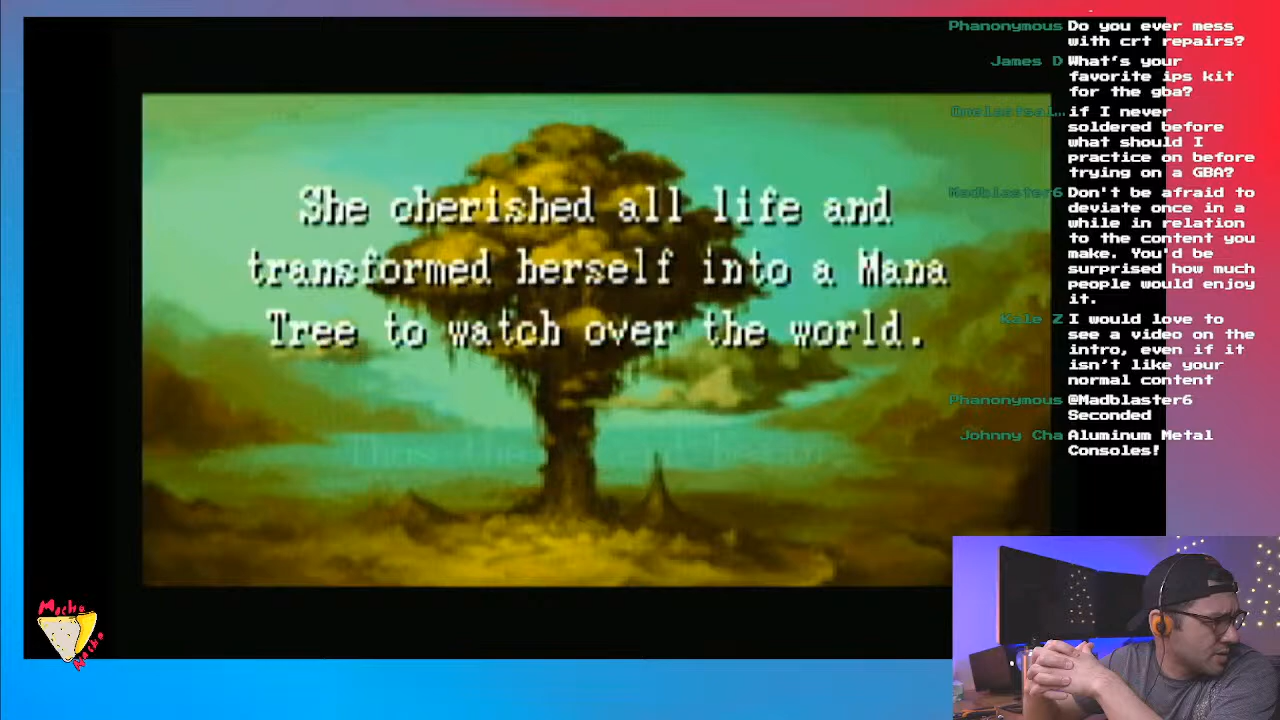 She cherished all life and
transformed herself into a Mana
Tree to watch over the world.
Phanonymous Do you ever mess
with crt repairs?
James D What's your
favorite ips kit
for the gba?
if I never
soldered before
what should I
practice on before
trying on a GBA?
Madblaster6 Don't be afraid to
deviate once in a
while in relation
to the content you
make. You'd be
surprised how much
people would enjoy
it.
Kale Z I would love to
see a video on the
intro, even if it
isn't like your
normal content
Phanonymous @Madblaster6
Seconded
Johnny Cha Aluminum Metal
Consoles!
Macho
Nacho